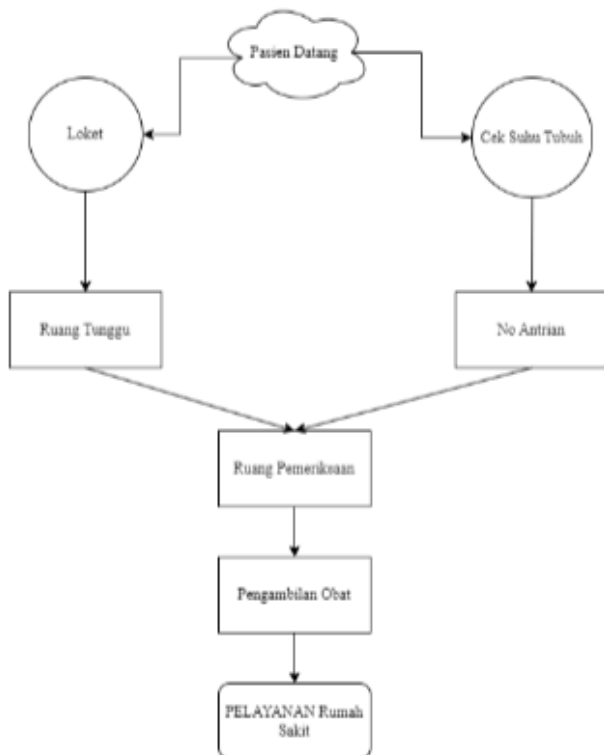 Pasien Datang
Loket
Cek Suhu Tubuh
Ruang Tunggu
No Antrian
Ruang Pemeriksaan
Pengambilan Obat
PELAYANAN Rumah
Sakit